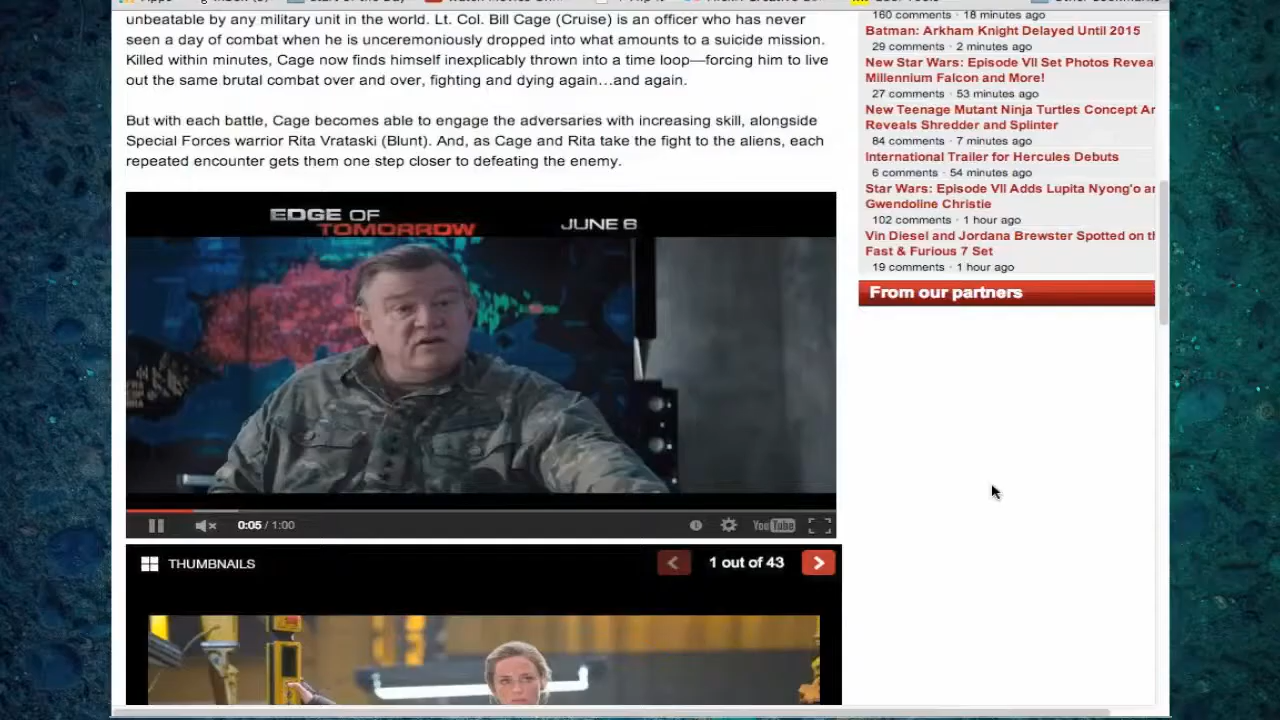 unbeatable by any military unit in the world. Lt. Col. Bill Cage (Cruise) is an officer who has never
seen a day of combat when he is unceremoniously dropped into what amounts to a suicide mission.
Killed within minutes, Cage now finds himself inexplicably thrown into a time loop—forcing him to live
out the same brutal combat over and over, fighting and dying again…and again.
But with each battle, Cage becomes able to engage the adversaries with increasing skill, alongside
Special Forces warrior Rita Vrataski (Blunt). And, as Cage and Rita take the fight to the aliens, each
repeated encounter gets them one step closer to defeating the enemy.
EDGE OF
TOMORROW
JUNE 6
0:05 / 1:00
YouTube
THUMBNAILS
1 out of 43
160 comments · 18 minutes ago
Batman: Arkham Knight Delayed Until 2015
29 comments · 2 minutes ago
New Star Wars: Episode VII Set Photos Revea
Millennium Falcon and More!
27 comments · 53 minutes ago
New Teenage Mutant Ninja Turtles Concept Ar
Reveals Shredder and Splinter
84 comments · 7 minutes ago
International Trailer for Hercules Debuts
6 comments · 54 minutes ago
Star Wars: Episode VII Adds Lupita Nyong'o an
Gwendoline Christie
102 comments · 1 hour ago
Vin Diesel and Jordana Brewster Spotted on th
Fast & Furious 7 Set
19 comments · 1 hour ago
From our partners